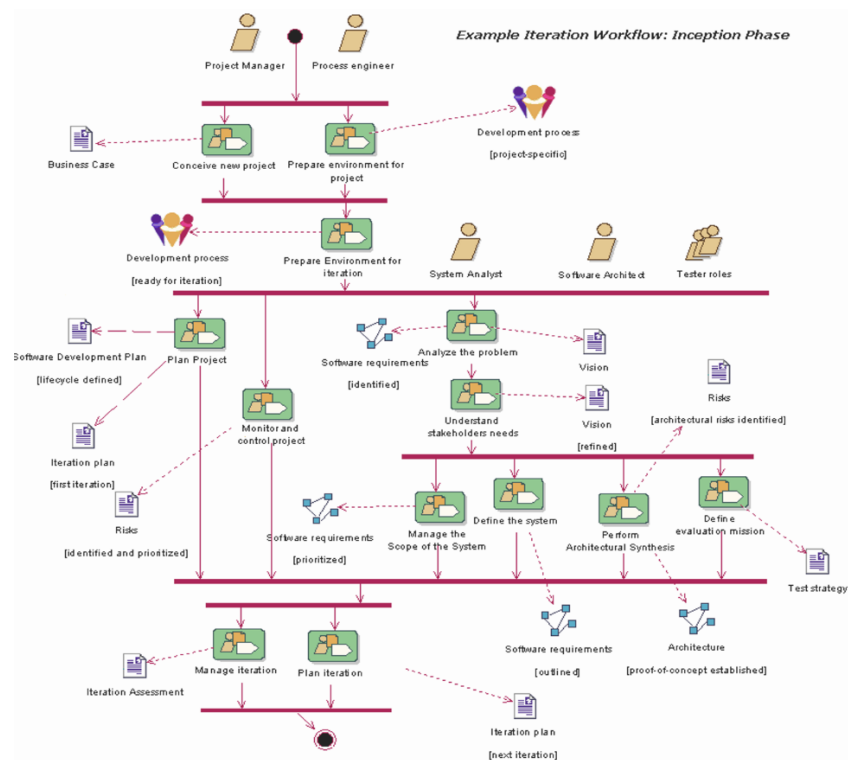 Example Iteration Workflow: Inception Phase
Project Manager
Process engineer
Business Case
Conceive new project
Prepare environment for
project
Development process
[project-specific]
Development process
[ready for iteration]
Prepare Environment for
iteration
System Analyst
Software Architect
Tester roles
Software Development Plan
[lifecycle defined]
Plan Project
Software requirements
[identified]
Analyze the problem
Vision
Risks
[architectural risks identified]
Iteration plan
[first iteration]
Monitor and
control project
Understand
stakeholders needs
Vision
[refined]
Risks
[identified and prioritized]
Software requirements
[prioritized]
Manage the
Scope of the System
Define the system
Perform
Architectural Synthesis
Define
evaluation mission
Test strategy
Iteration Assessment
Manage iteration
Plan iteration
Software requirements
[outlined]
Architecture
[proof-of-concept established]
Iteration plan
[next iteration]